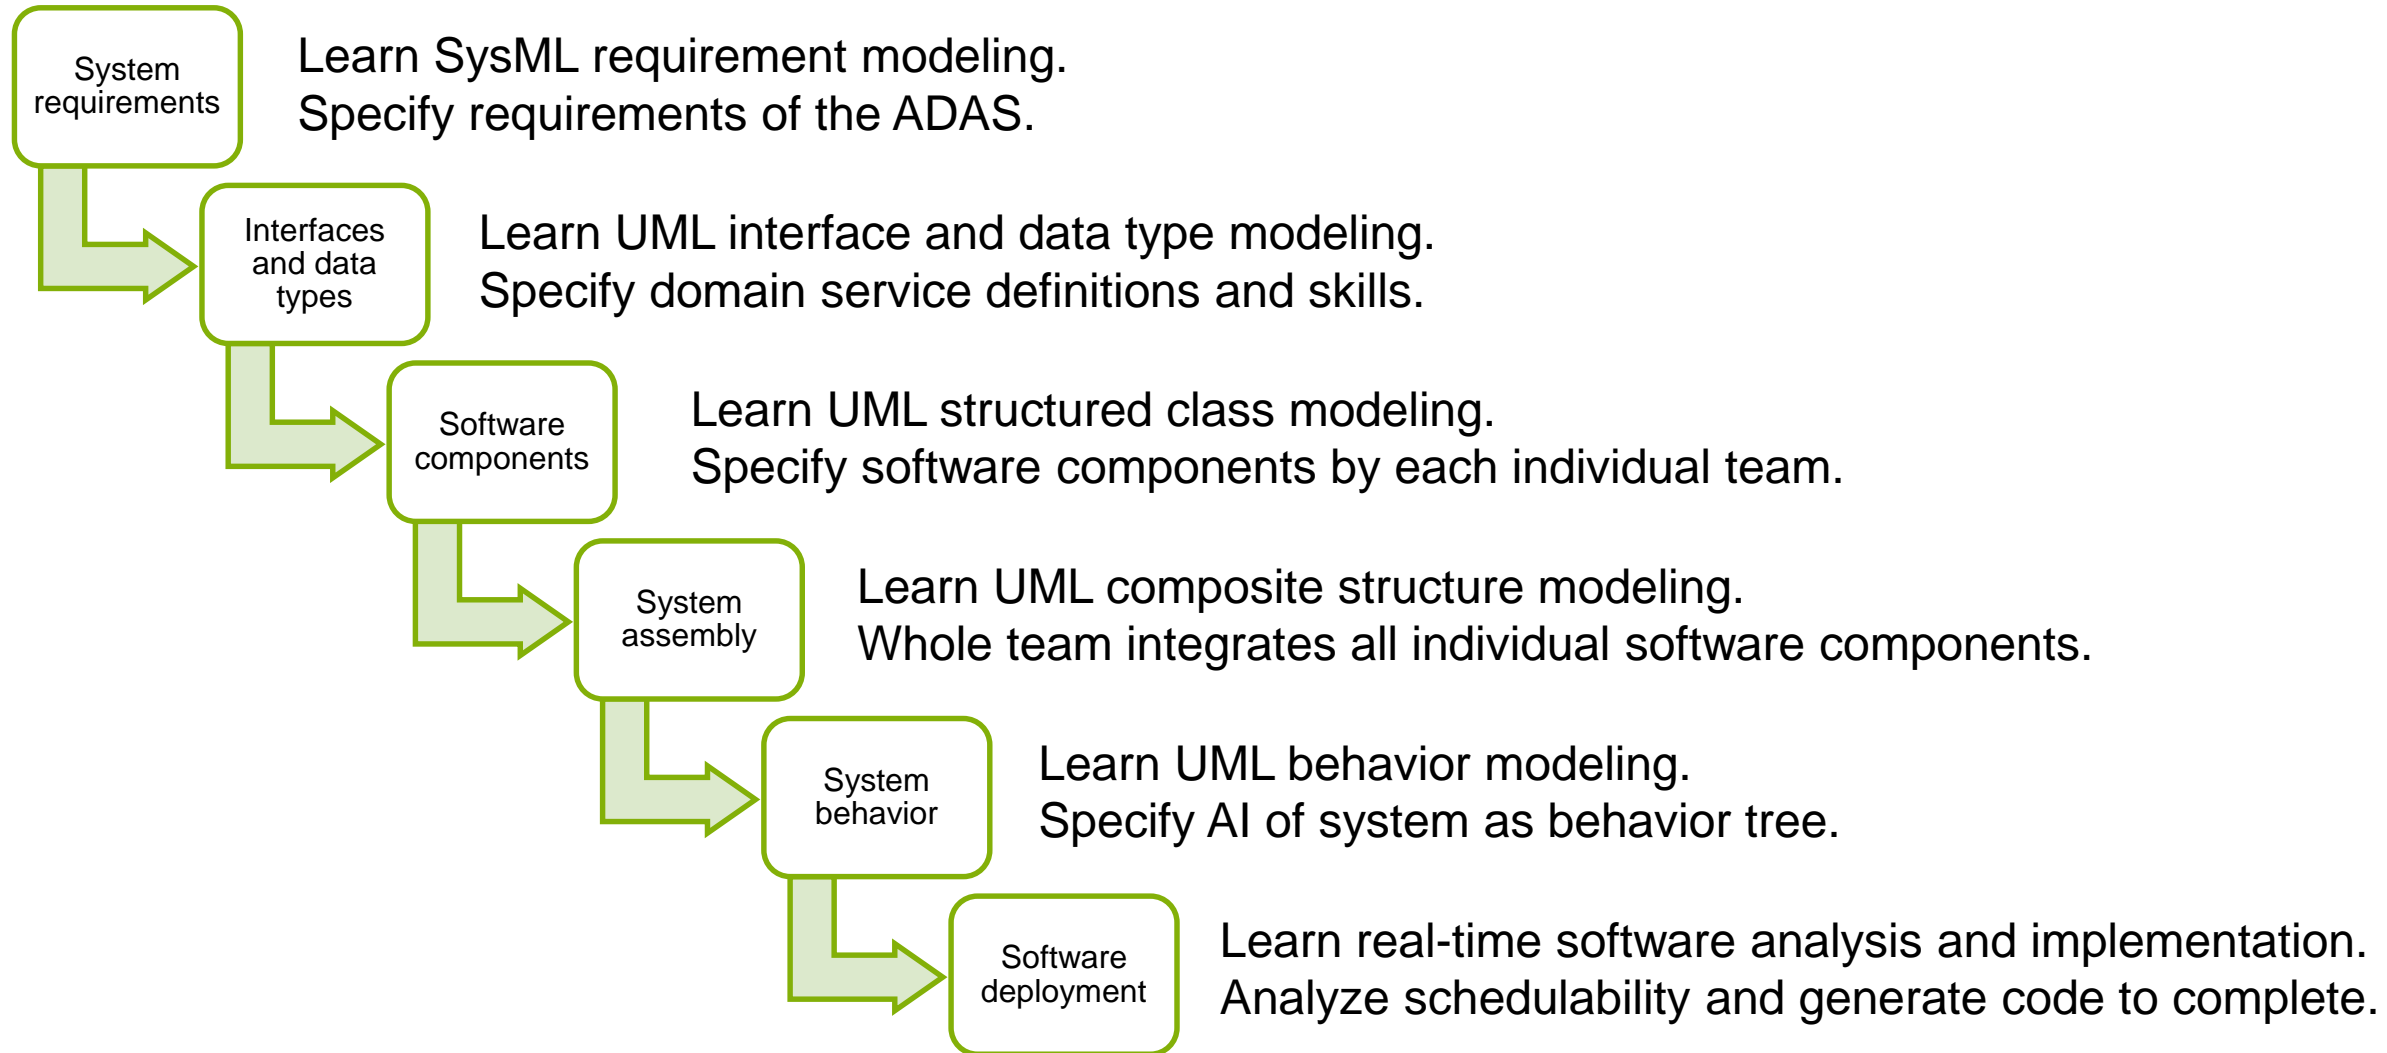 System
requirements
Learn SysML requirement modeling.
Specify requirements of the ADAS.
Interfaces
and data
types
Learn UML interface and data type modeling.
Specify domain service definitions and skills.
Software
components
Learn UML structured class modeling.
Specify software components by each individual team.
System
assembly
Learn UML composite structure modeling.
Whole team integrates all individual software components.
System
behavior
Learn UML behavior modeling.
Specify AI of system as behavior tree.
Software
deployment
Learn real-time software analysis and implementation.
Analyze schedulability and generate code to complete.